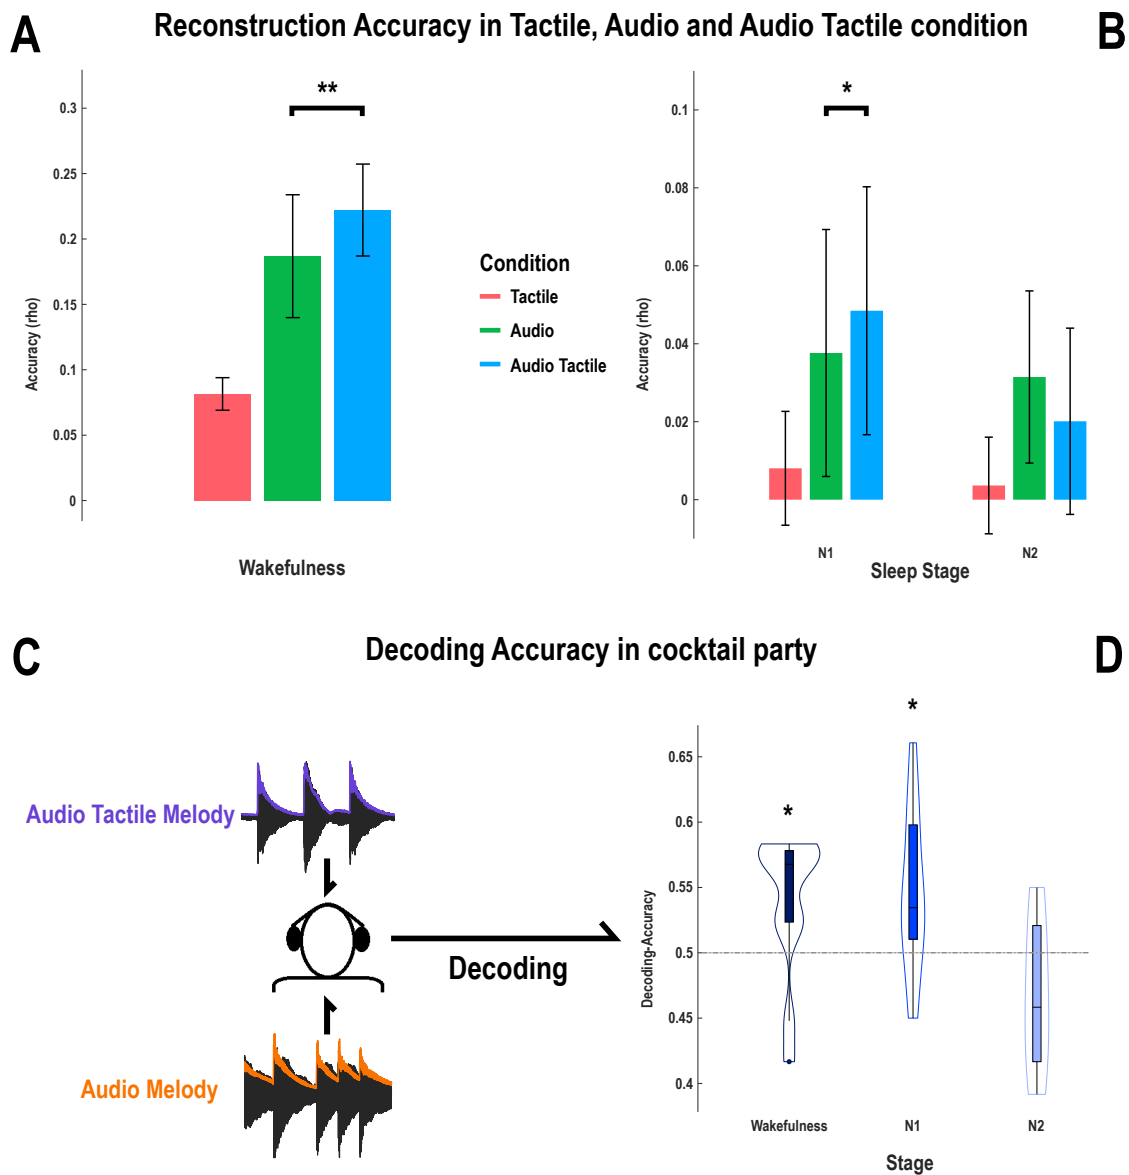 A
Reconstruction Accuracy in Tactile, Audio and Audio Tactile condition
B
0.3
0.25
0.2
0.15
0.1
0.05
0
Accuracy (rho)
**
Wakefulness
Condition
Tactile
Audio
Audio Tactile
0.1
0.08
0.06
0.04
0.02
0
Accuracy (rho)
*
N1
N2
Sleep Stage
C
Decoding Accuracy in cocktail party
D
Audio Tactile Melody
Decoding
Audio Melody
0.65
0.6
0.55
0.5
0.45
0.4
Decoding-Accuracy
*
*
Wakefulness
N1
N2
Stage